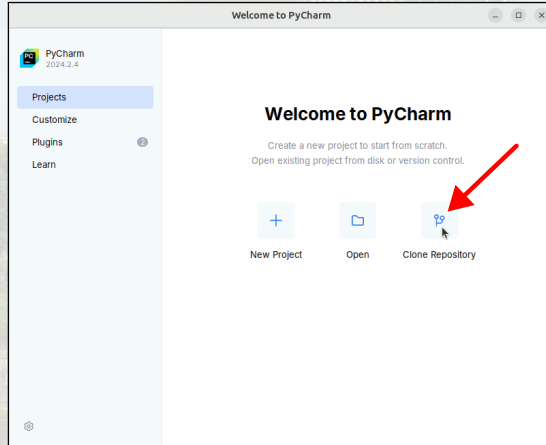 Welcome to PyCharm
PC
PyCharm
2024.2.4
Projects
Customize
Plugins
2
Learn
Welcome to PyCharm
Create a new project to start from scratch.
Open existing project from disk or version control.
New Project
Open
Clone Repository